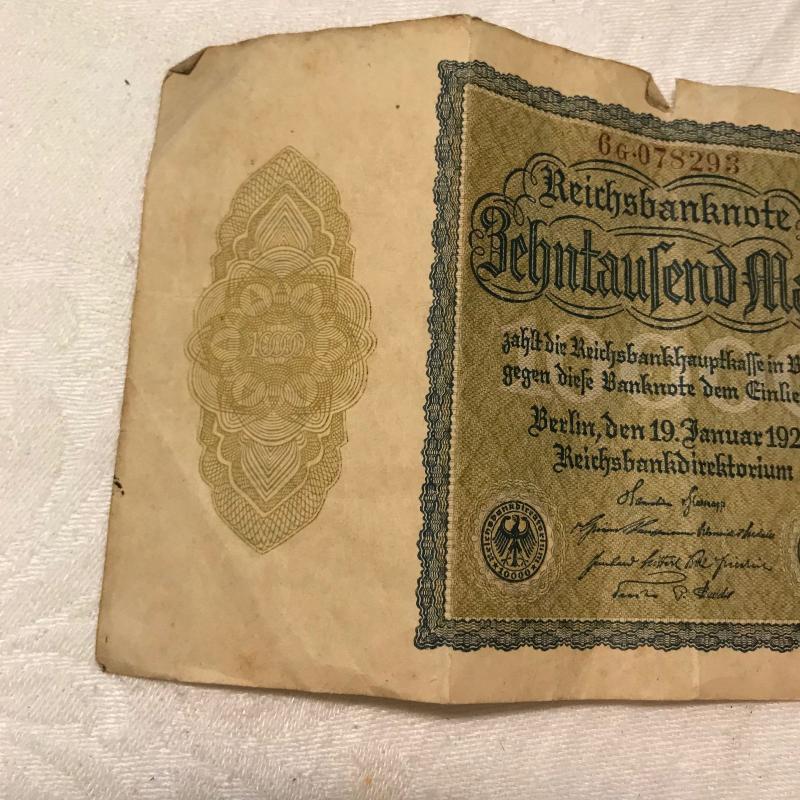 6G·078293
Reichsbanknote
Zehntausend Ma
zahlt die Reichsbankhauptkasse in B
gegen diese Banknote dem Einlie
Berlin, den 19. Januar 192
Reichsbankdirektorium
10000